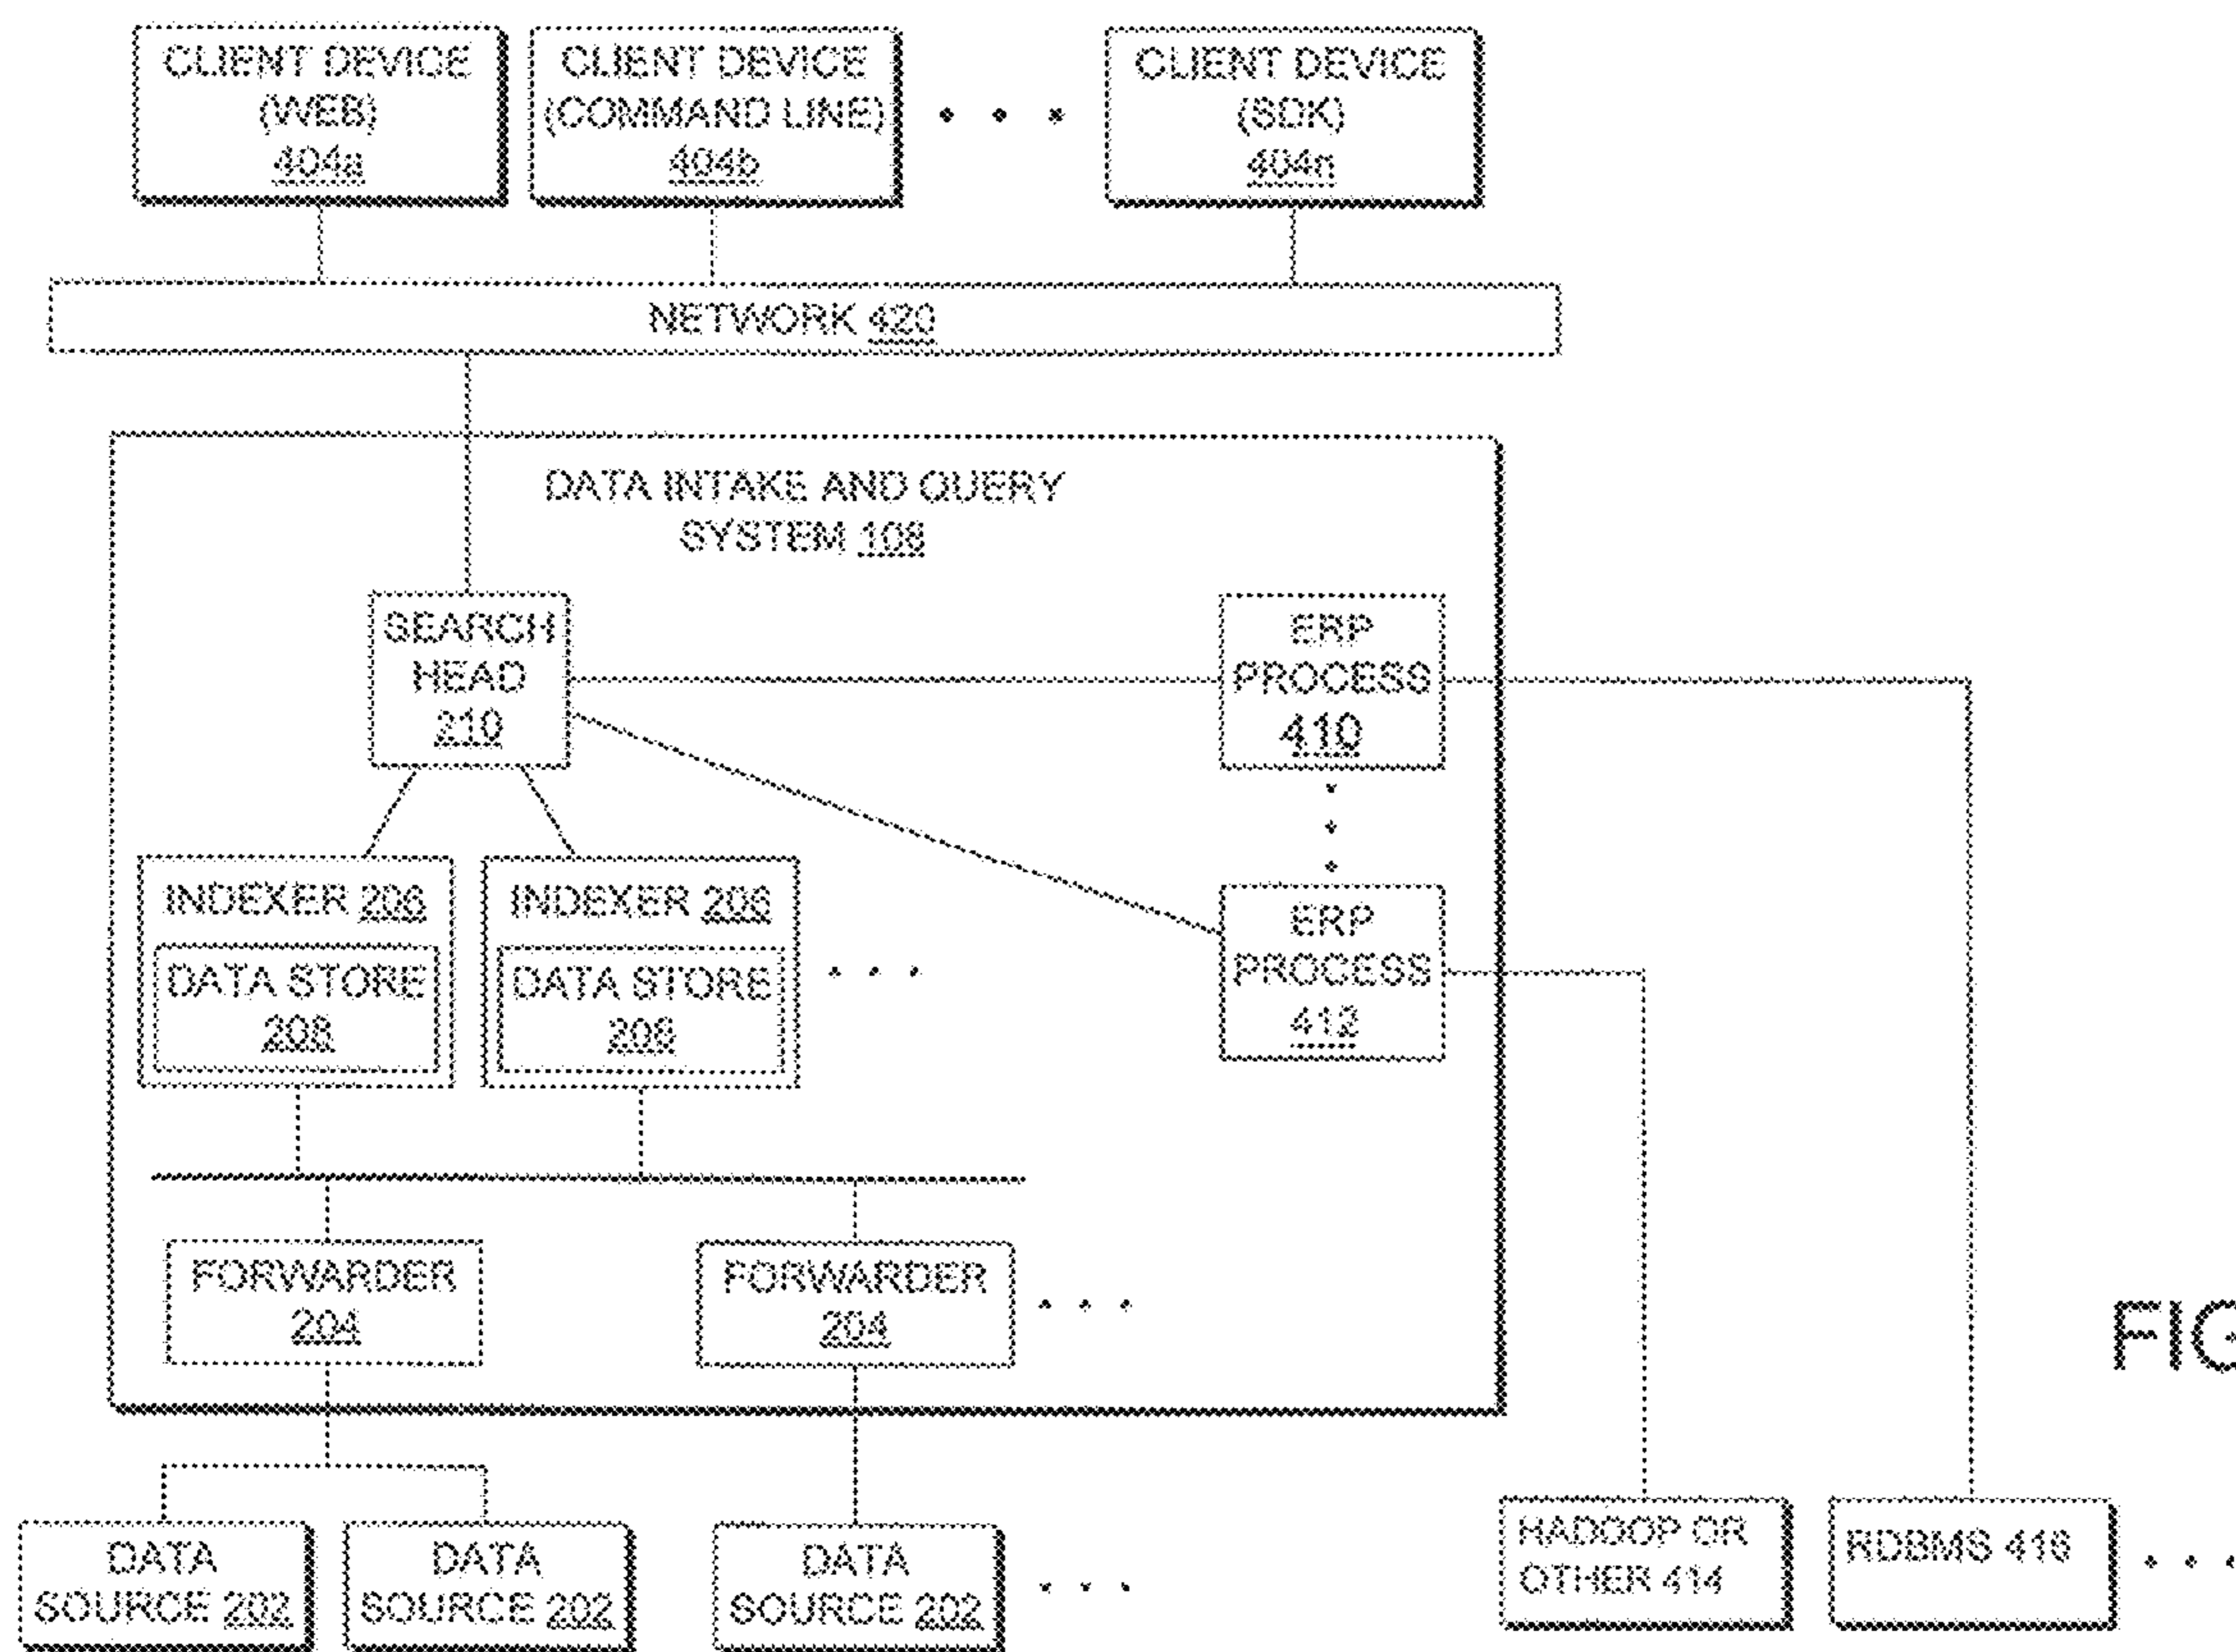 CLIENT DEVICE
(WEB)
404a
CLIENT DEVICE
(COMMAND LINE)
404b
CLIENT DEVICE
(SDK)
404n
NETWORK 420
DATA INTAKE AND QUERY
SYSTEM 108
SEARCH
HEAD
210
ERP
PROCESS
410
INDEXER 206
DATA STORE
208
INDEXER 206
DATA STORE
208
ERP
PROCESS
412
FORWARDER
204
FORWARDER
204
FIG
DATA
SOURCE 202
DATA
SOURCE 202
DATA
SOURCE 202
HADOOP OR
OTHER 414
RDBMS 416